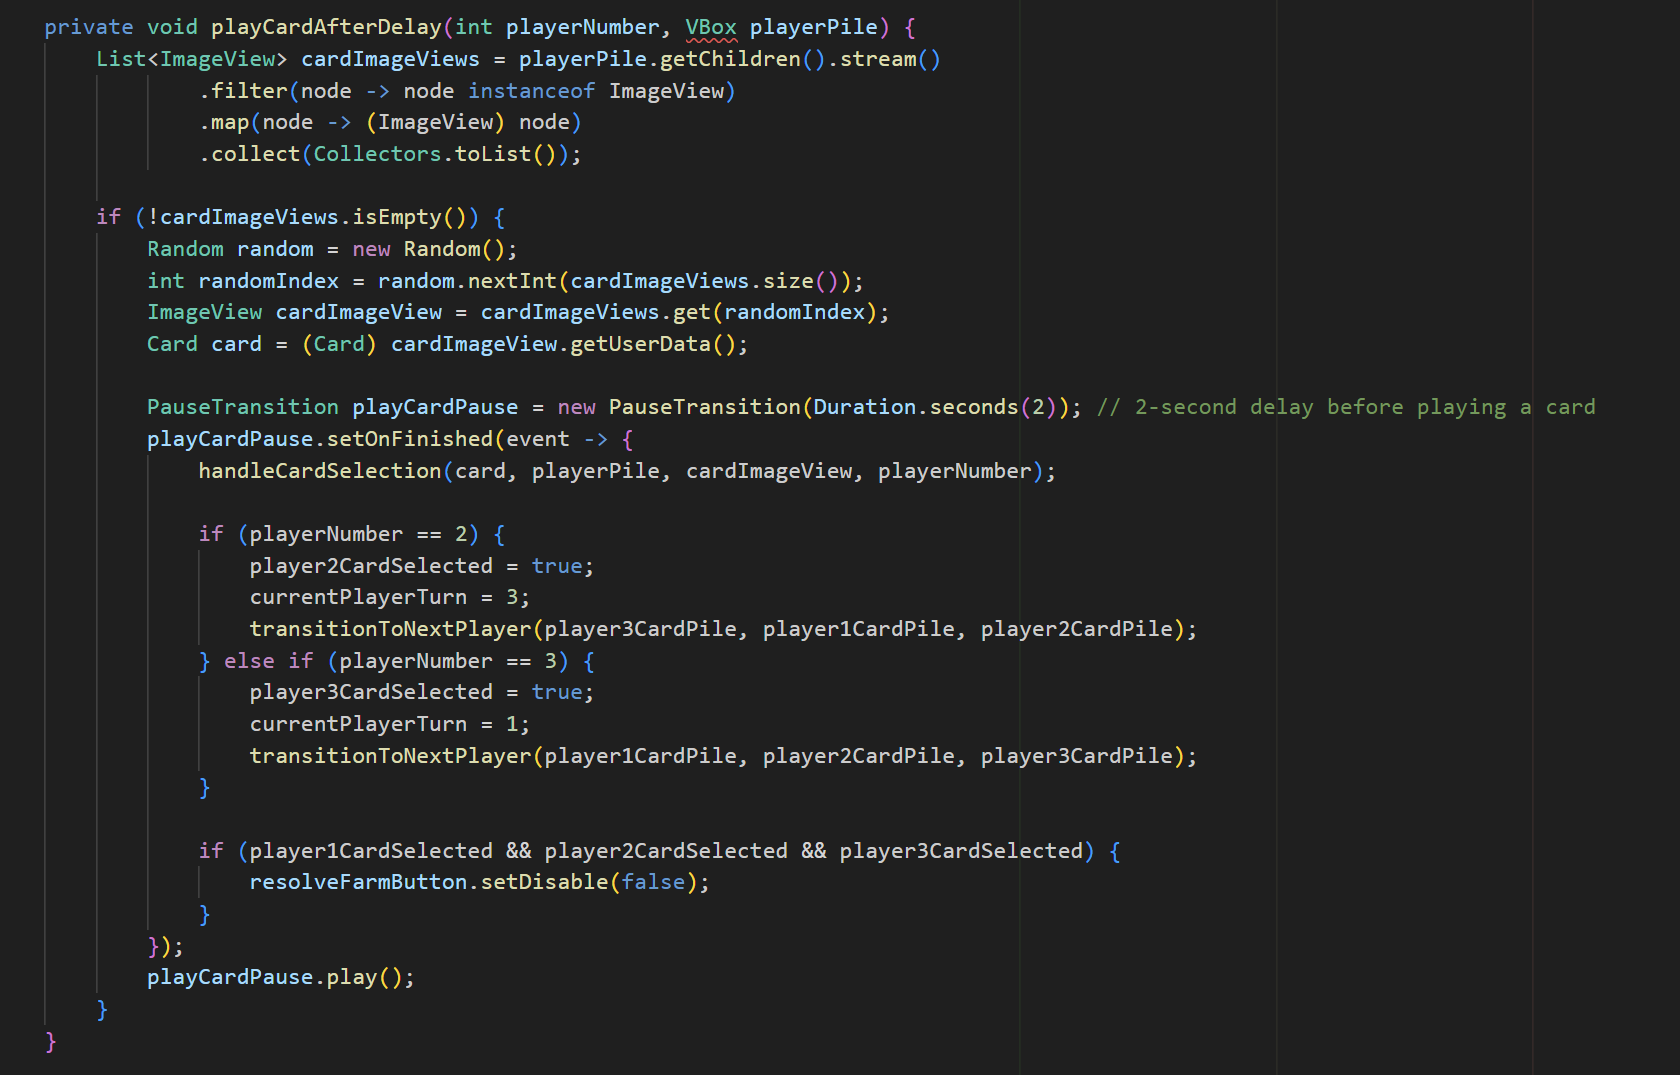 private void playCardAfterDelay(int playerNumber, VBox playerPile) {
    List<ImageView> cardImageViews = playerPile.getChildren().stream()
            .filter(node -> node instanceof ImageView)
            .map(node -> (ImageView) node)
            .collect(Collectors.toList());

    if (!cardImageViews.isEmpty()) {
        Random random = new Random();
        int randomIndex = random.nextInt(cardImageViews.size());
        ImageView cardImageView = cardImageViews.get(randomIndex);
        Card card = (Card) cardImageView.getUserData();

        PauseTransition playCardPause = new PauseTransition(Duration.seconds(2)); // 2-second delay before playing a card
        playCardPause.setOnFinished(event -> {
            handleCardSelection(card, playerPile, cardImageView, playerNumber);

            if (playerNumber == 2) {
                player2CardSelected = true;
                currentPlayerTurn = 3;
                transitionToNextPlayer(player3CardPile, player1CardPile, player2CardPile);
            } else if (playerNumber == 3) {
                player3CardSelected = true;
                currentPlayerTurn = 1;
                transitionToNextPlayer(player1CardPile, player2CardPile, player3CardPile);
            }

            if (player1CardSelected && player2CardSelected && player3CardSelected) {
                resolveFarmButton.setDisable(false);
            }
        });
        playCardPause.play();
    }
}